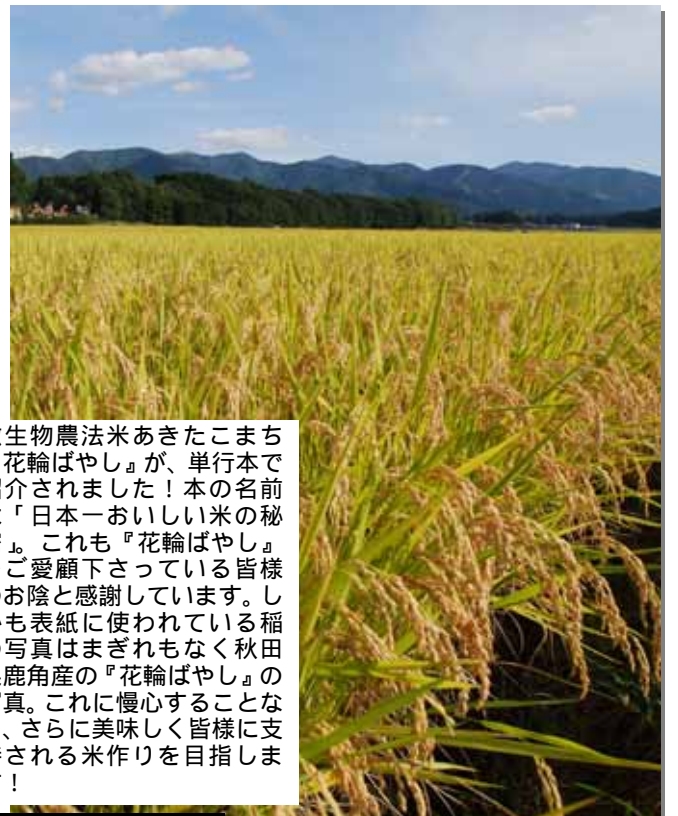 生物農法米あきたこまち
花輪ばやし』が、単行本で
介されました！本の名前
「日本一おいしい米の秘
」。これも『花輪ばやし』
ご愛顧下さっている皆様
のお陰と感謝しています。し
も表紙に使われている稲
写真はまぎれもなく秋田
鹿角産の『花輪ばやし』の
真。これに慢心することな
、さらに美味しく皆様に支
される米作りを目指しま
！